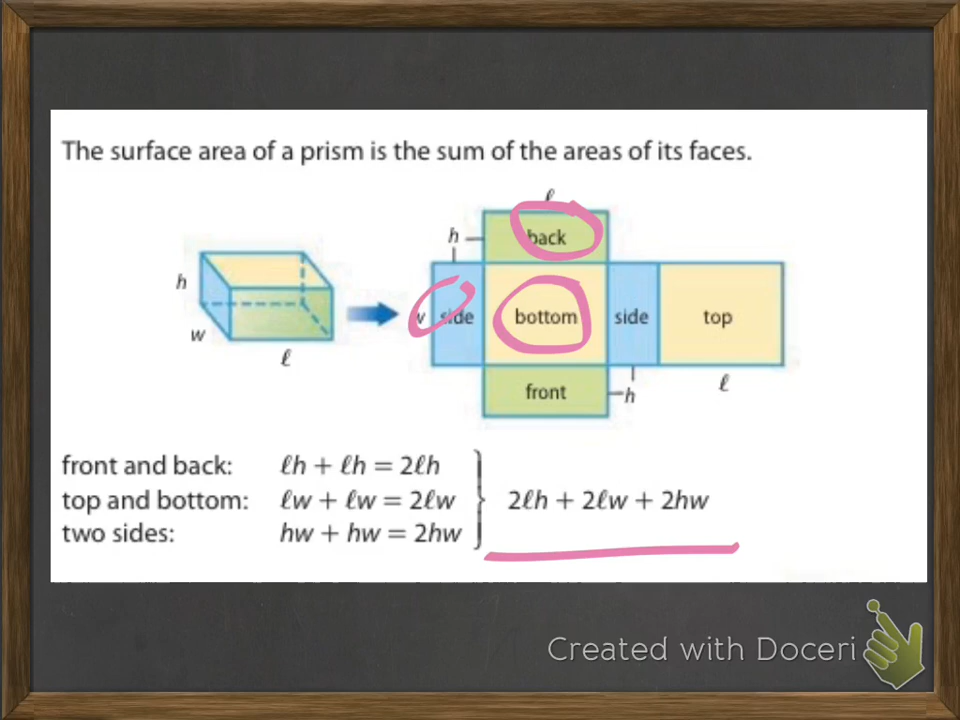 The surface area of a prism is the sum of the areas of its faces.
ℓ
h
back
h
w
ℓ
w
side
bottom
side
top
front
h
ℓ
front and back: ℓh + ℓh = 2ℓh
top and bottom: ℓw + ℓw = 2ℓw
two sides: hw + hw = 2hw
2ℓh + 2ℓw + 2hw
Created with Doceri